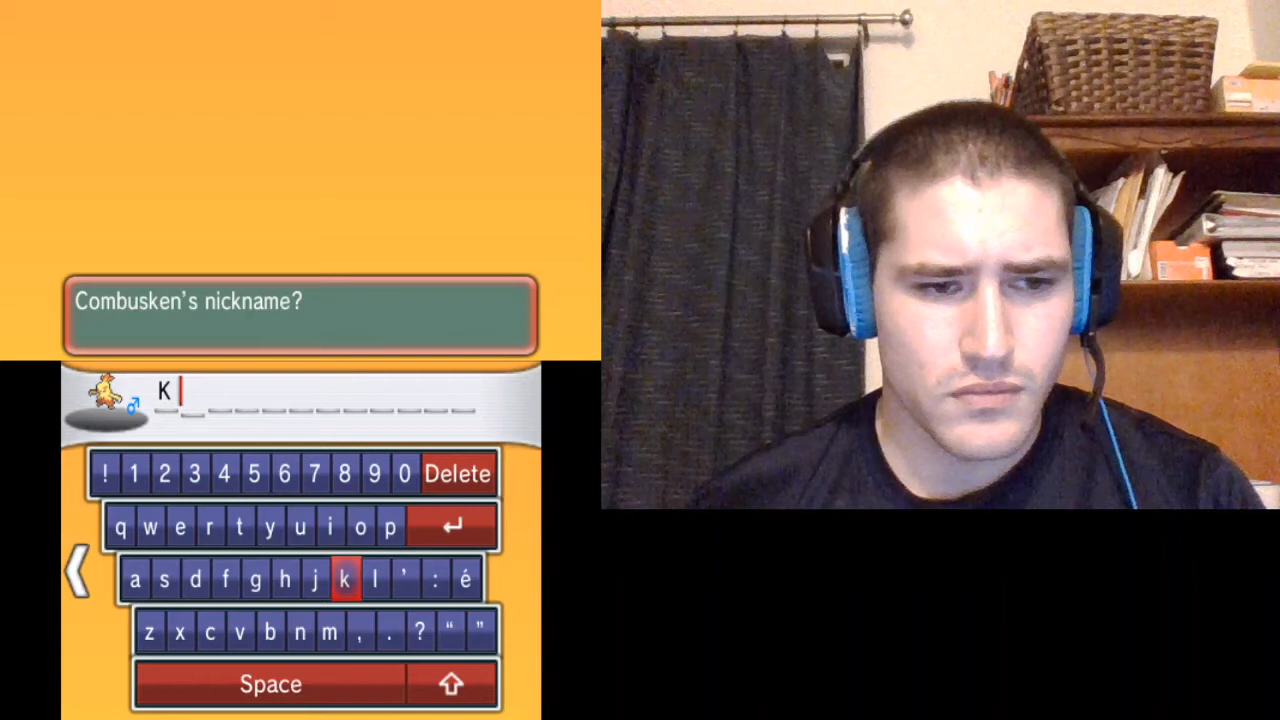 Combusken's nickname?
K
! 1 2 3 4 5 6 7 8 9 0 Delete
q w e r t y u i o p
a s d f g h j k l ' : é
z x c v b n m , . ? “ ”
Space